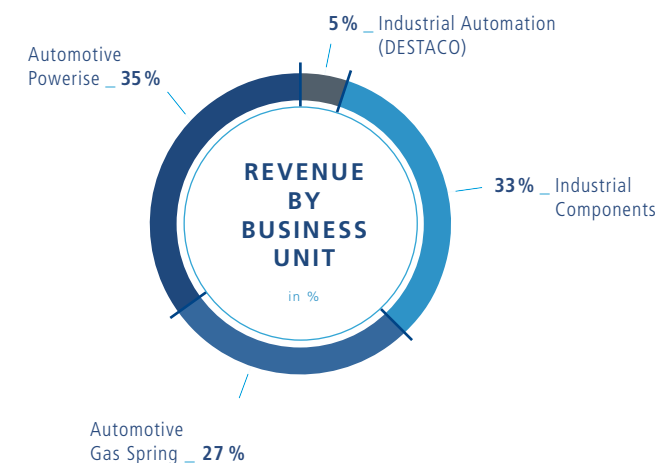 5 % _ Industrial Automation
(DESTACO)
Automotive
Powerise _ 35 %
REVENUE
BY
BUSINESS
UNIT
in %
33 % _ Industrial
Components
Automotive
Gas Spring _ 27 %